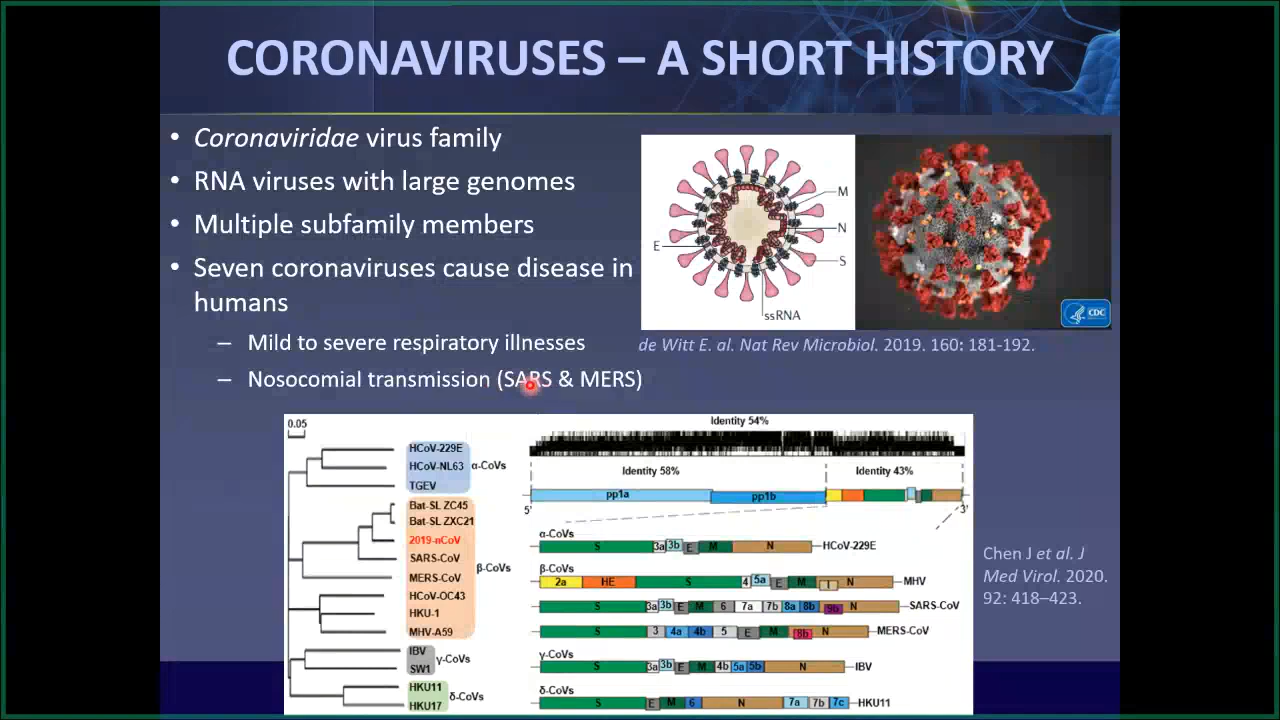 CORONAVIRUSES – A SHORT HISTORY
• Coronaviridae virus family
• RNA viruses with large genomes
• Multiple subfamily members
• Seven coronaviruses cause disease in
humans
– Mild to severe respiratory illnesses
– Nosocomial transmission (SARS & MERS)
M
N
E
S
ssRNA
CDC
de Witt E. al. Nat Rev Microbiol. 2019. 160: 181-192.
0.05
HCoV-229E
HCoV-NL63
TGEV
α-CoVs
Bat-SL ZC45
Bat-SL ZXC21
2019-nCoV
SARS-CoV
MERS-CoV
HCoV-OC43
HKU-1
MHV-A59
β-CoVs
IBV
SW1
γ-CoVs
HKU11
HKU17
δ-CoVs
Identity 54%
Identity 58% Identity 43%
pp1a pp1b
5' 3'
α-CoVs
S 3a 3b E M N HCoV-229E
β-CoVs
2a HE S 4 5a E M I N MHV
S 3a 3b E M 6 7a 7b 8a 8b 9b N SARS-CoV
S 3 4a 4b 5 E M 8b N MERS-CoV
γ-CoVs
S 3a 3b E M 4b 5a 5b N IBV
δ-CoVs
S E M 6 N 7a 7b 7c HKU11
Chen J et al. J
Med Virol. 2020.
92: 418–423.